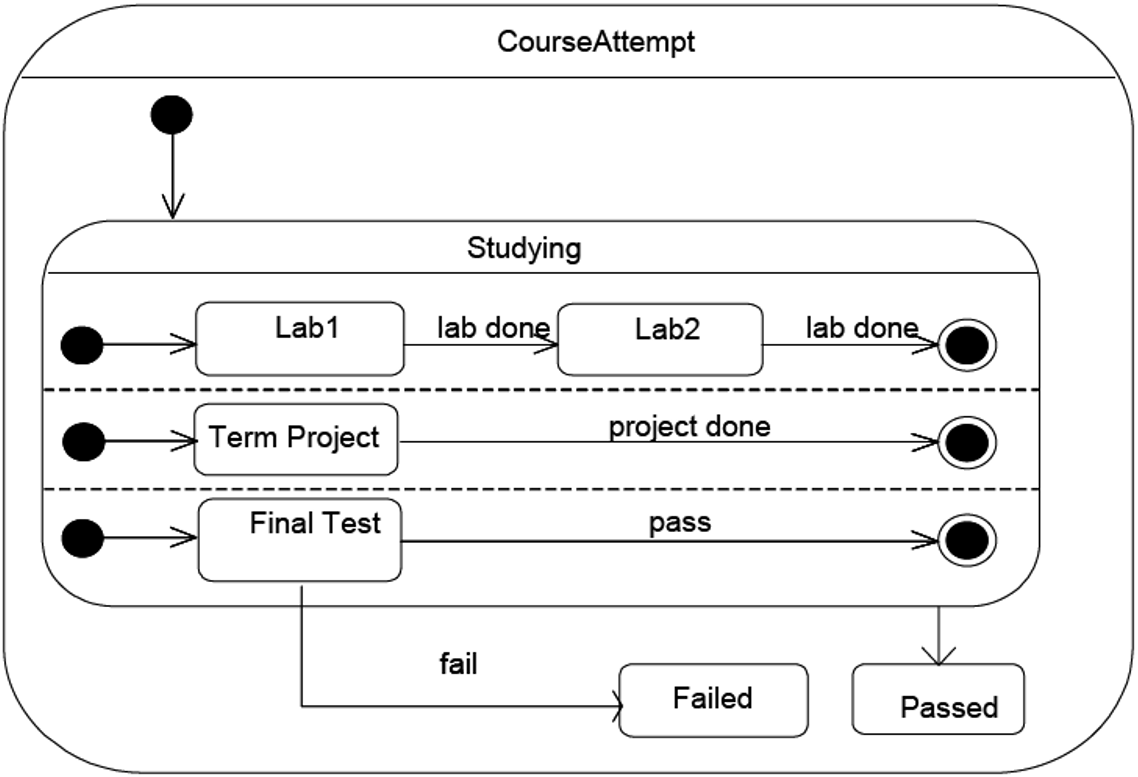 CourseAttempt
Studying
Lab1
lab done
Lab2
lab done
Term Project
project done
Final Test
pass
fail
Failed
Passed